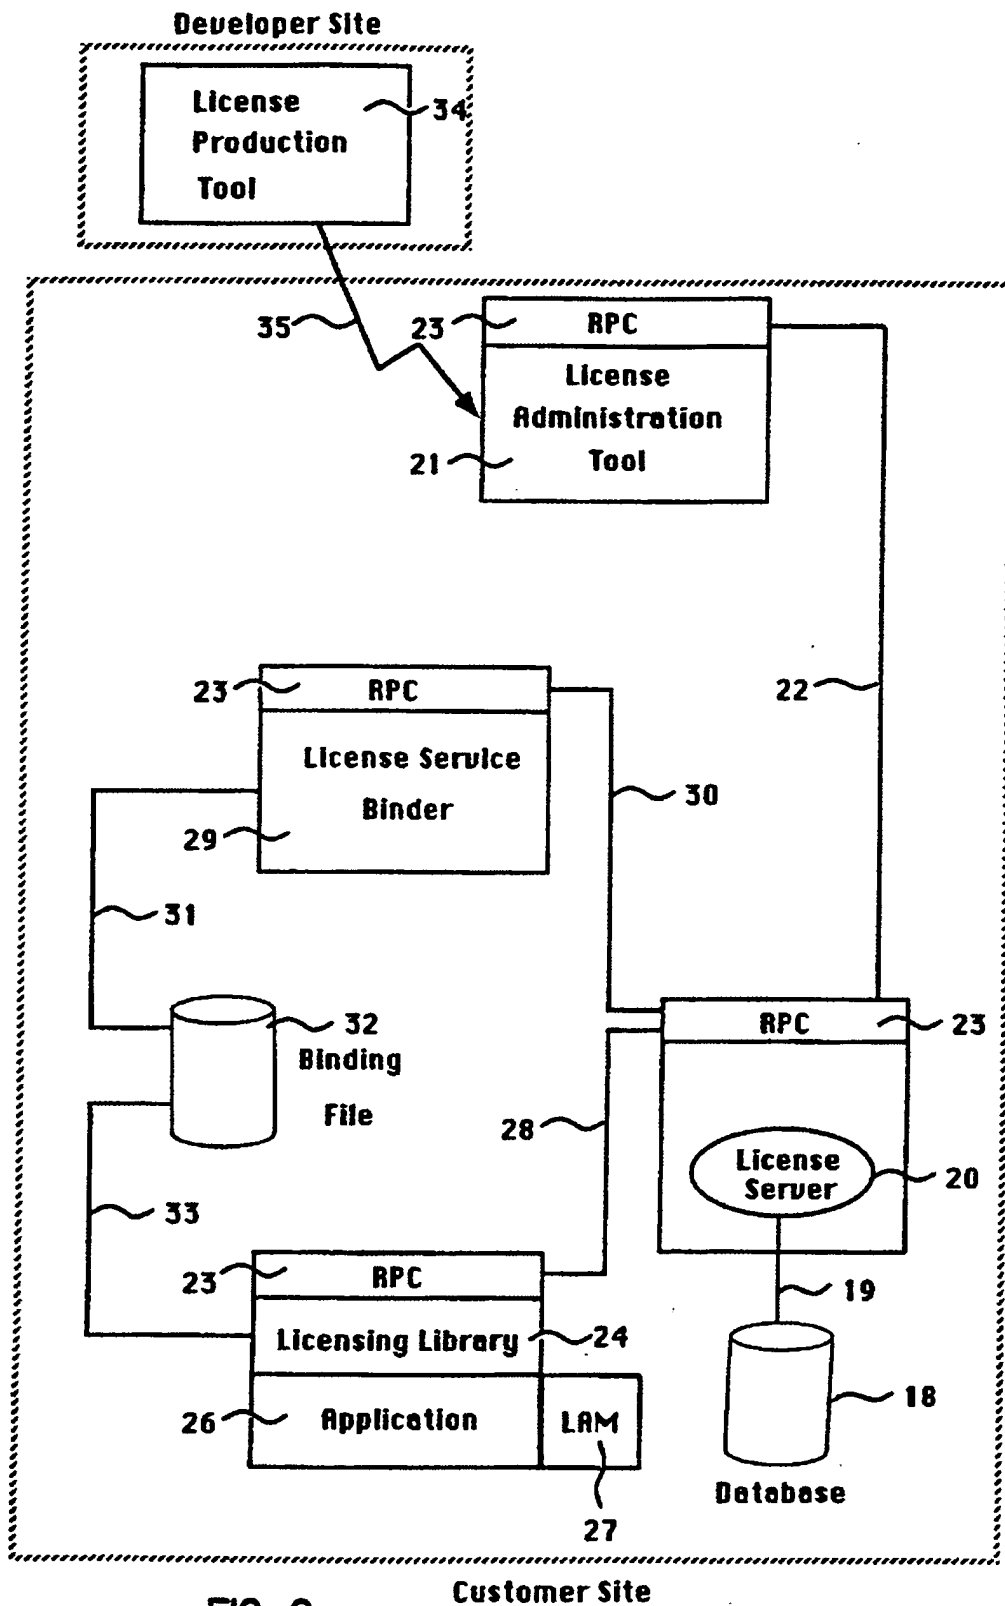 Developer Site
License
Production
Tool
34
35
23
RPC
License
Administration
Tool
21
22
23
RPC
License Service
Binder
29
30
31
32
Binding
File
RPC
23
28
License
Server
20
33
19
23
RPC
Licensing Library
24
26
Application
LAM
27
18
Database
Customer Site